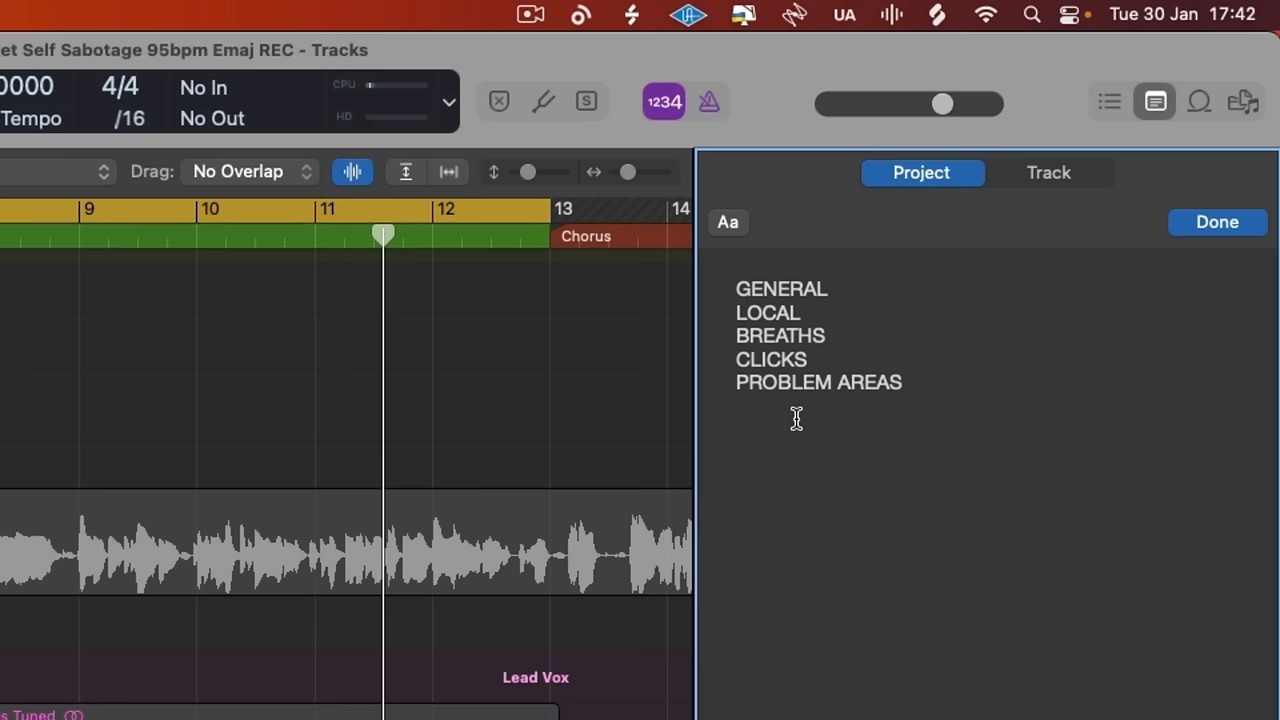 UA
Tue 30 Jan 17:42
et Self Sabotage 95bpm Emaj REC - Tracks
0000
4/4
No In
CPU
Tempo
/16
No Out
HD
S
1234
Drag:
No Overlap
Project
Track
9
10
11
12
13
14
Aa
Done
Chorus
GENERAL
LOCAL
BREATHS
CLICKS
PROBLEM AREAS
Lead Vox
s Tuned